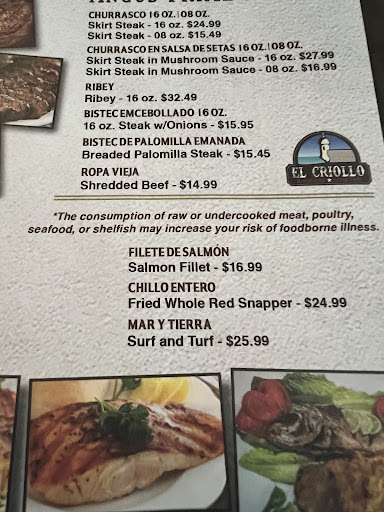 CHURRASCO 16 OZ. | 08 OZ.
Skirt Steak - 16 oz. $24.99
Skirt Steak - 08 oz. $15.49
CHURRASCO EN SALSA DE SETAS 16 OZ. | 08 OZ.
Skirt Steak in Mushroom Sauce - 16 oz. $27.99
Skirt Steak in Mushroom Sauce - 08 oz. $16.99
RIBEY
Ribey - 16 oz. $32.49
BISTEC EMCEBOLLADO 16 OZ.
16 oz. Steak w/Onions - $15.95
BISTEC DE PALOMILLA EMANADA
Breaded Palomilla Steak - $15.45
ROPA VIEJA
Shredded Beef - $14.99
EL CRIOLLO
*The consumption of raw or undercooked meat, poultry,
seafood, or shelfish may increase your risk of foodborne illness.
FILETE DE SALMÓN
Salmon Fillet - $16.99
CHILLO ENTERO
Fried Whole Red Snapper - $24.99
MAR Y TIERRA
Surf and Turf - $25.99